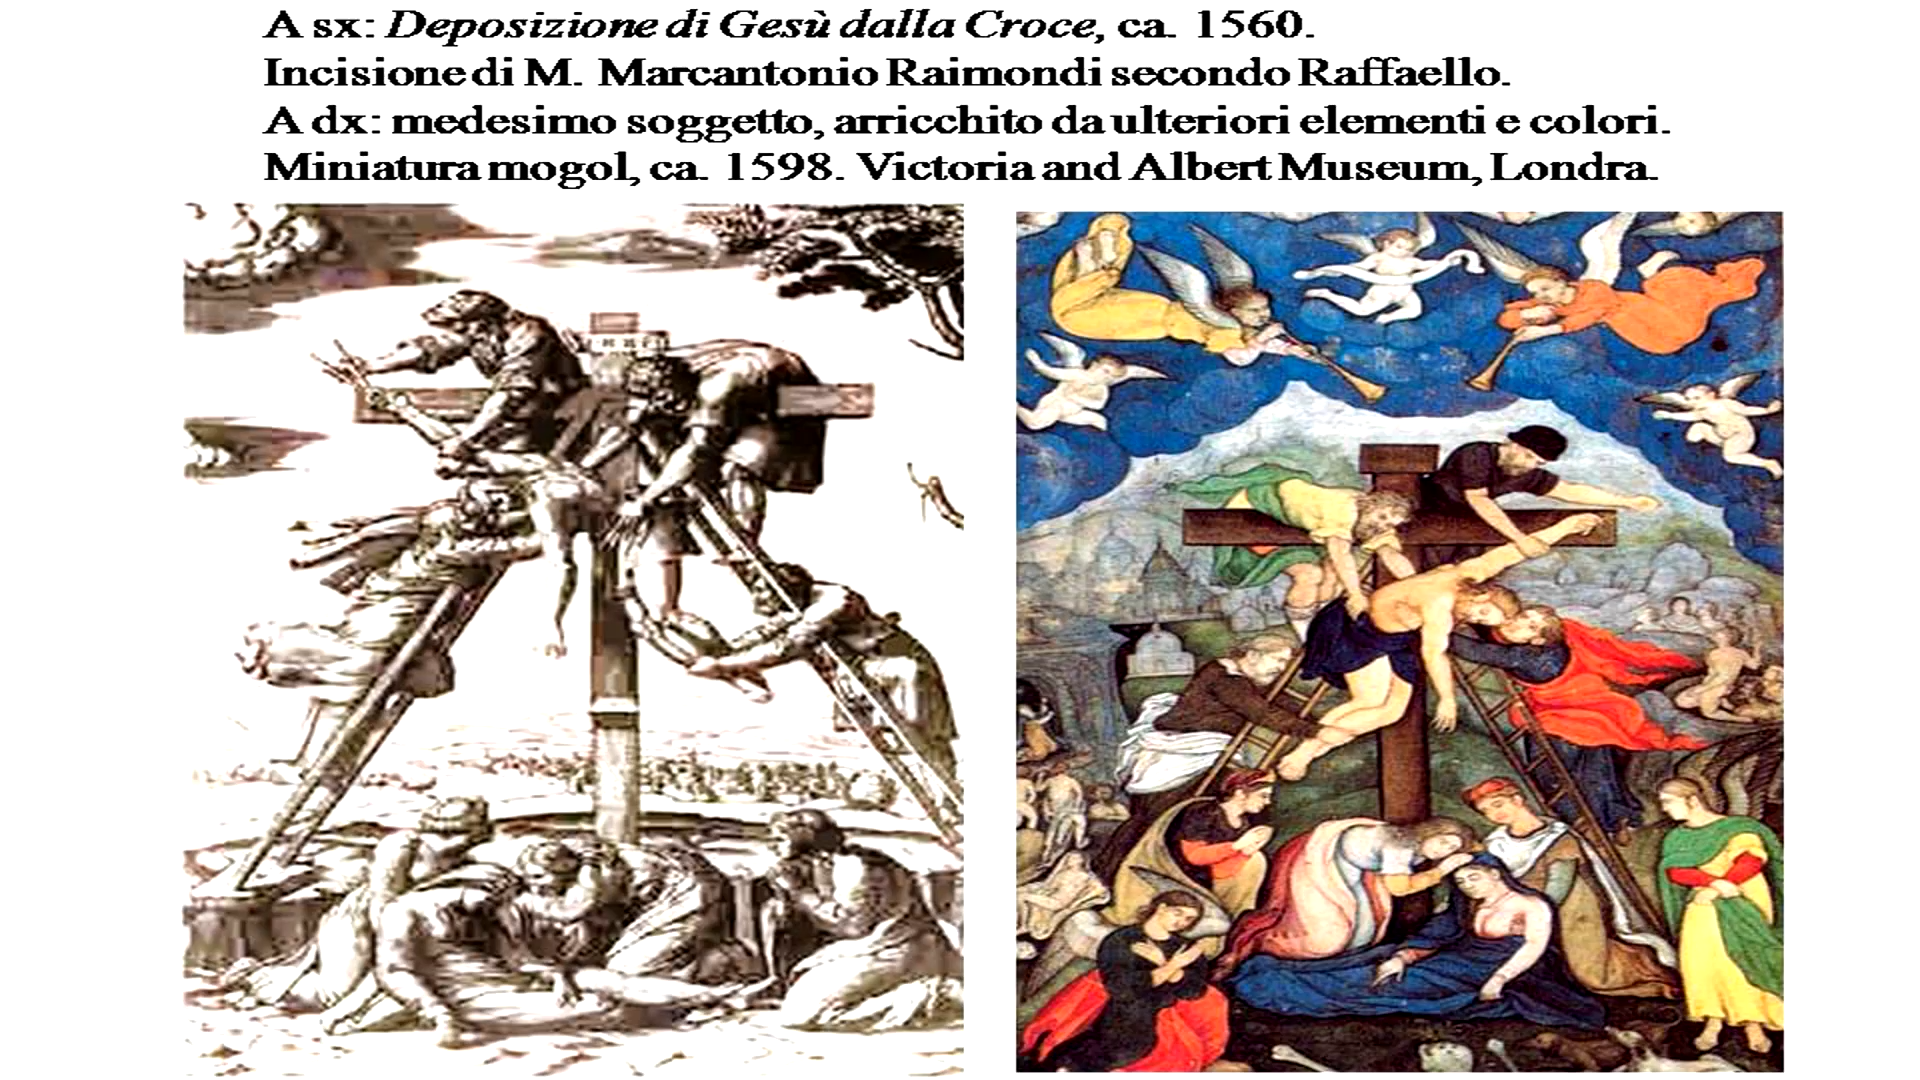 A sx: Deposizione di Gesù dalla Croce, ca. 1560.
Incisione di M. Marcantonio Raimondi secondo Raffaello.
A dx: medesimo soggetto, arricchito da ulteriori elementi e colori.
Miniatura mogol, ca. 1598. Victoria and Albert Museum, Londra.